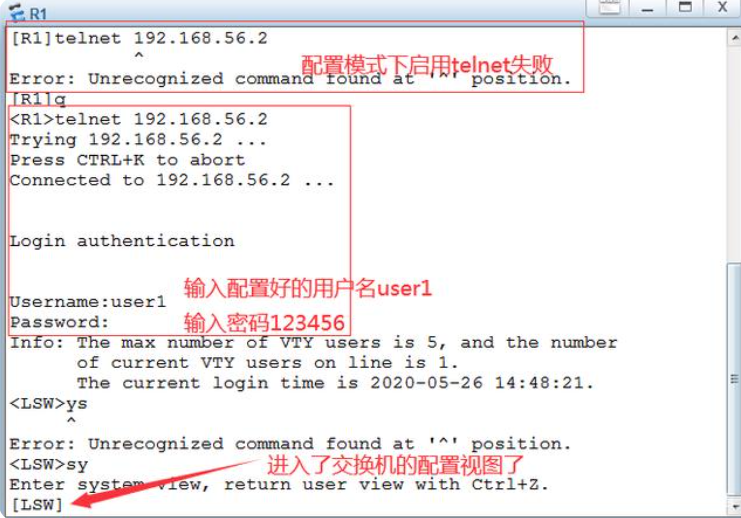 R1
[R1]telnet 192.168.56.2
^
配置模式下启用telnet失败
Error: Unrecognized command found at '^' position.
[R1]q
<R1>telnet 192.168.56.2
Trying 192.168.56.2 ...
Press CTRL+K to abort
Connected to 192.168.56.2 ...
Login authentication
输入配置好的用户名user1
Username:user1
Password:
输入密码123456
Info: The max number of VTY users is 5, and the number
of current VTY users on line is 1.
The current login time is 2020-05-26 14:48:21.
<LSW>ys
^
Error: Unrecognized command found at '^' position.
<LSW>sy
进入了交换机的配置视图了
Enter system view, return user view with Ctrl+Z.
[LSW]